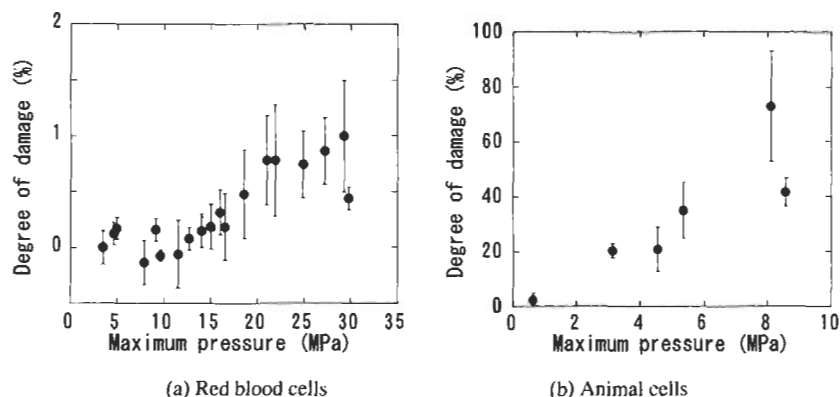 2
1
0
Degree of damage (%)
0 5 10 15 20 25 30 35
Maximum pressure (MPa)
(a) Red blood cells
100
80
60
40
20
0
Degree of damage (%)
0 2 4 6 8 10
Maximum pressure (MPa)
(b) Animal cells